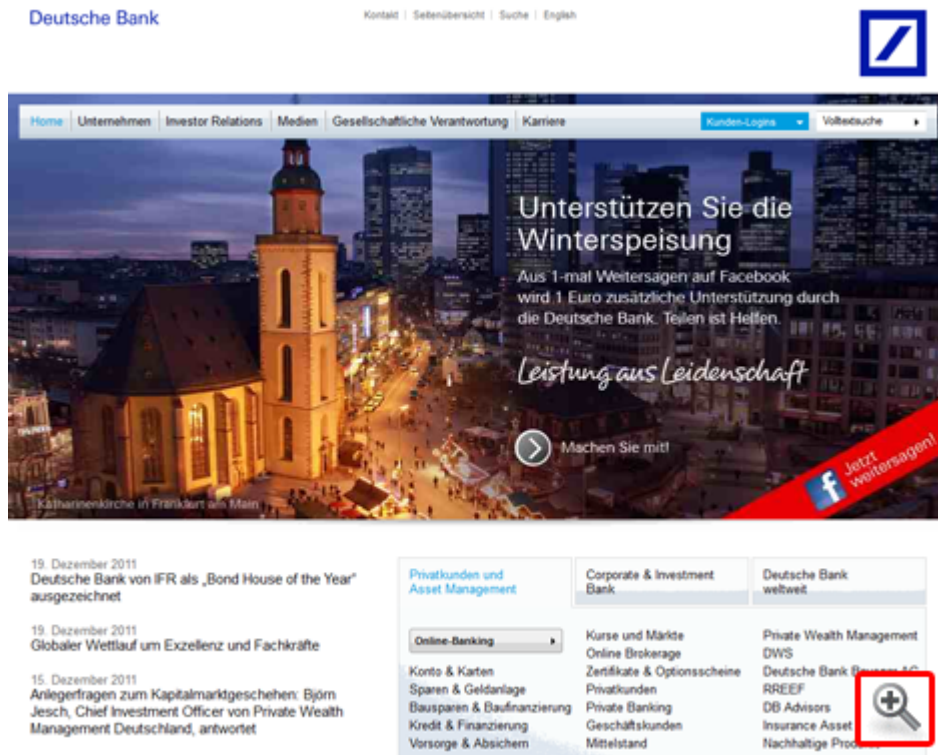 Deutsche Bank
Kontakt | Seitenübersicht | Suche | English
Home
Unternehmen
Investor Relations
Medien
Gesellschaftliche Verantwortung
Karriere
Kunden-Logins
Volltextsuche
Unterstützen Sie die
Winterspeisung
Aus 1-mal Weitersagen auf Facebook
wird 1 Euro zusätzliche Unterstützung durch
die Deutsche Bank. Teilen ist Helfen.
Leistung aus Leidenschaft
Machen Sie mit!
Jetzt
weitersagen!
f
Katharinenkirche in Frankfurt am Main
19. Dezember 2011
Deutsche Bank von IFR als „Bond House of the Year“
ausgezeichnet
19. Dezember 2011
Globaler Wettlauf um Exzellenz und Fachkräfte
15. Dezember 2011
Anlegerfragen zum Kapitalmarktgeschehen: Björn
Jesch, Chief Investment Officer von Private Wealth
Management Deutschland, antwortet
Privatkunden und
Asset Management
Online-Banking
Konto & Karten
Sparen & Geldanlage
Bausparen & Baufinanzierung
Kredit & Finanzierung
Vorsorge & Absichern
Corporate & Investment
Bank
Kurse und Märkte
Online Brokerage
Zertifikate & Optionsscheine
Privatkunden
Private Banking
Geschäftskunden
Mittelstand
Deutsche Bank
weltweit
Private Wealth Management
DWS
Deutsche Bank
RREEF
DB Advisors
Insurance Asset
Nachhaltige